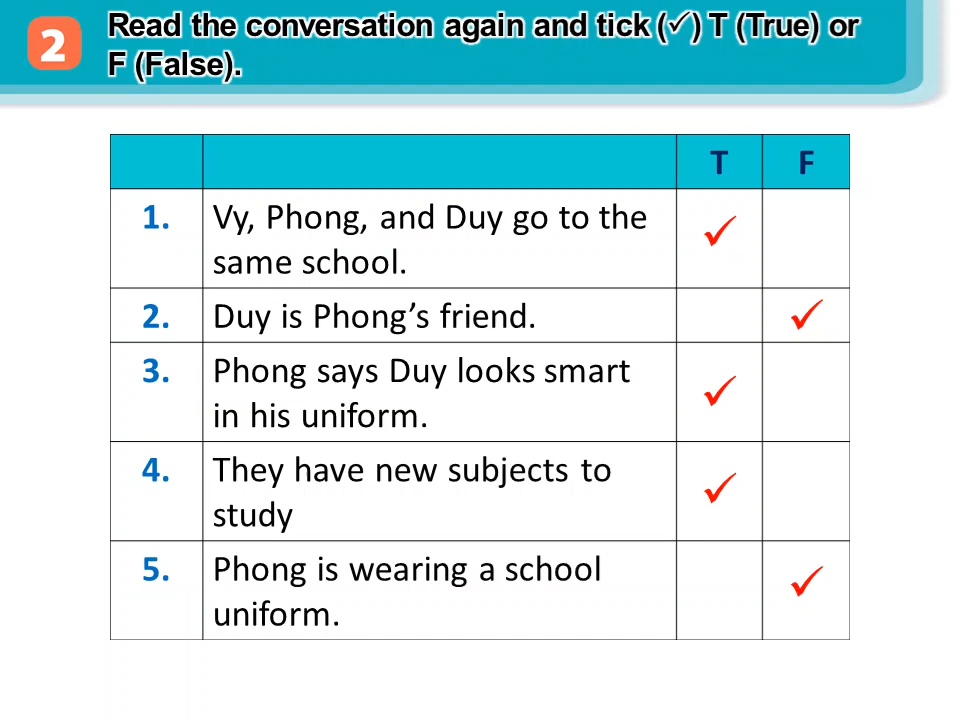 2
Read the conversation again and tick (✓) T (True) or
F (False).
T F
1. Vy, Phong, and Duy go to the ✓
same school.
2. Duy is Phong’s friend. ✓
3. Phong says Duy looks smart ✓
in his uniform.
4. They have new subjects to ✓
study
5. Phong is wearing a school ✓
uniform.